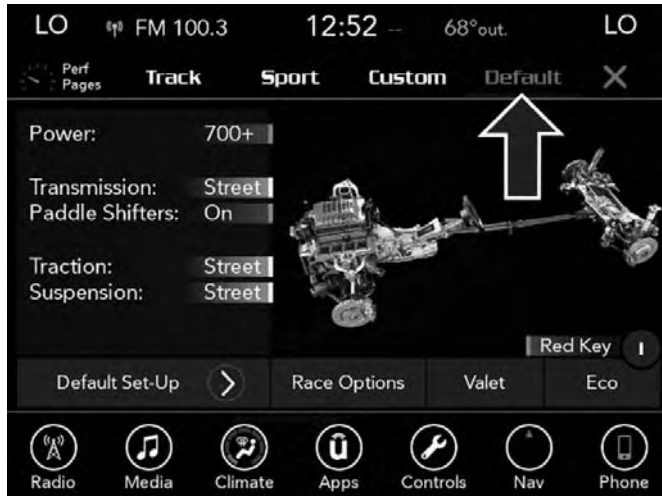 LO FM 100.3 12:52 -- 68°out. LO
Perf Pages Track Sport Custom Default X
Power: 700+
Transmission: Street
Paddle Shifters: On
Traction: Street
Suspension: Street
Red Key I
Default Set-Up > Race Options Valet Eco
Radio Media Climate ū Apps Controls Nav Phone